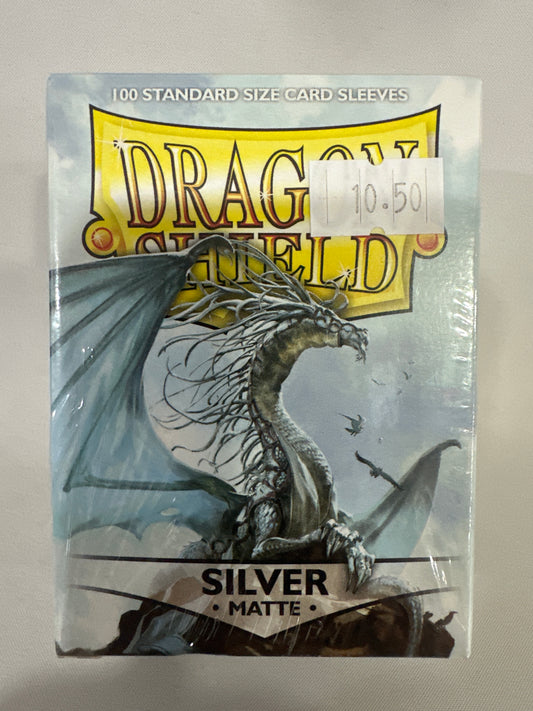 100 STANDARD SIZE CARD SLEEVES
DRAGON
10.50
SHIELD
SILVER
• MATTE •